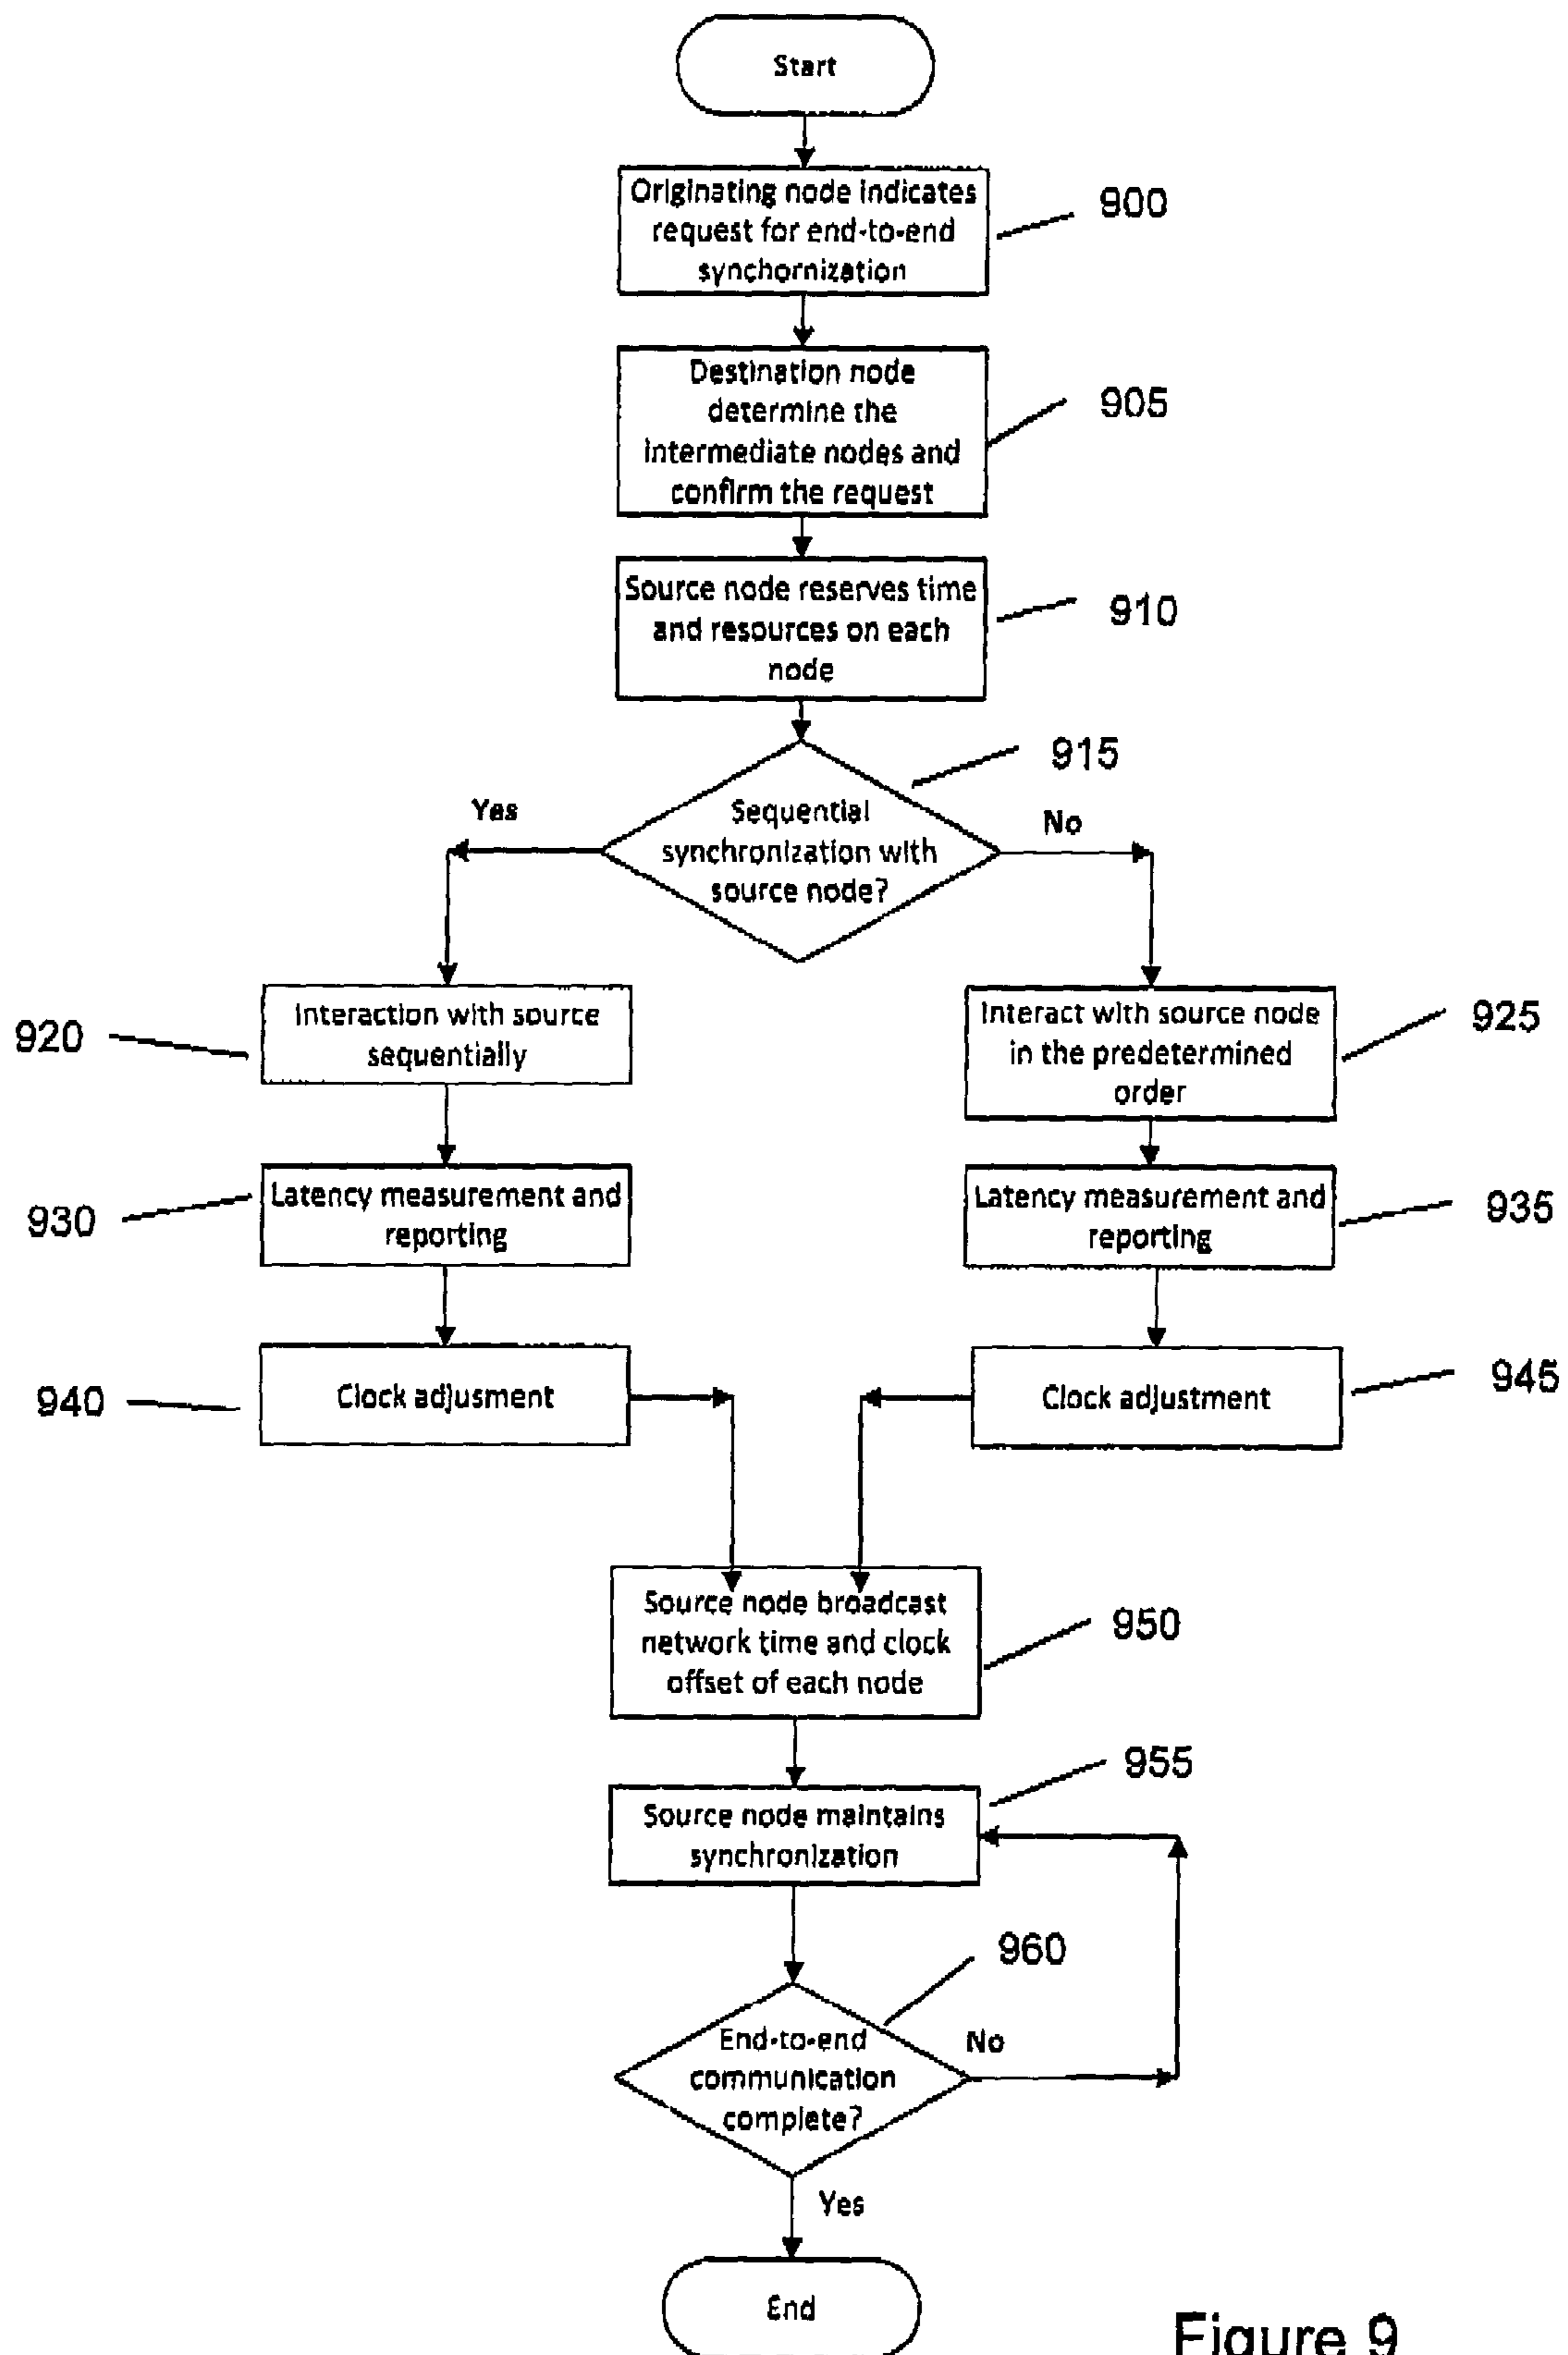 Start
Originating node indicates
request for end-to-end
synchornization
900
Destination node
determine the
intermediate nodes and
confirm the request
905
Source node reserves time
and resources on each
node
910
915
Sequential
synchronization with
source node?
Yes
No
920
Interaction with source
sequentially
Interact with source node
in the predetermined
order
925
930
Latency measurement and
reporting
Latency measurement and
reporting
935
940
Clock adjusment
Clock adjustment
945
Source node broadcast
network time and clock
offset of each node
950
955
Source node maintains
synchronization
960
End-to-end
communication
complete?
No
Yes
End
Figure 9